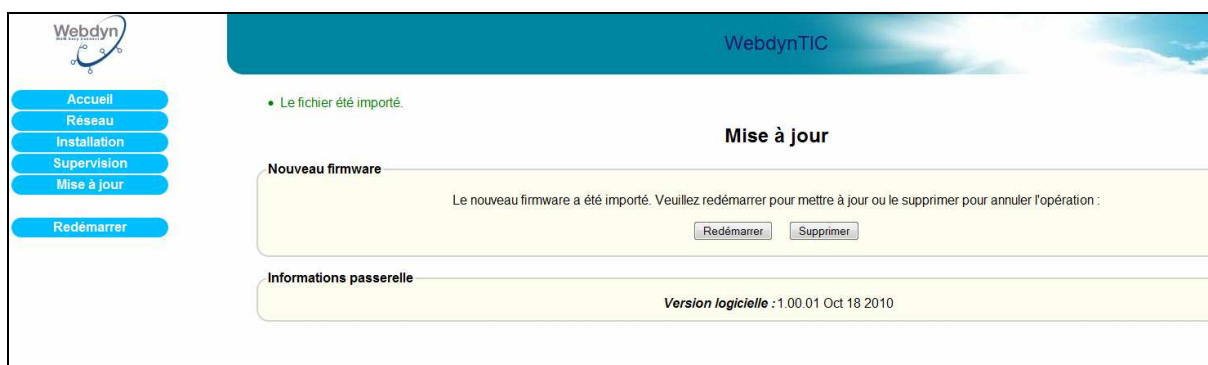 Webdyn
WebdynTIC
Accueil
Réseau
Installation
Supervision
Mise à jour
Redémarrer
• Le fichier été importé.
Mise à jour
Nouveau firmware
Le nouveau firmware a été importé. Veuillez redémarrer pour mettre à jour ou le supprimer pour annuler l'opération :
Redémarrer Supprimer
Informations passerelle
Version logicielle : 1.00.01 Oct 18 2010